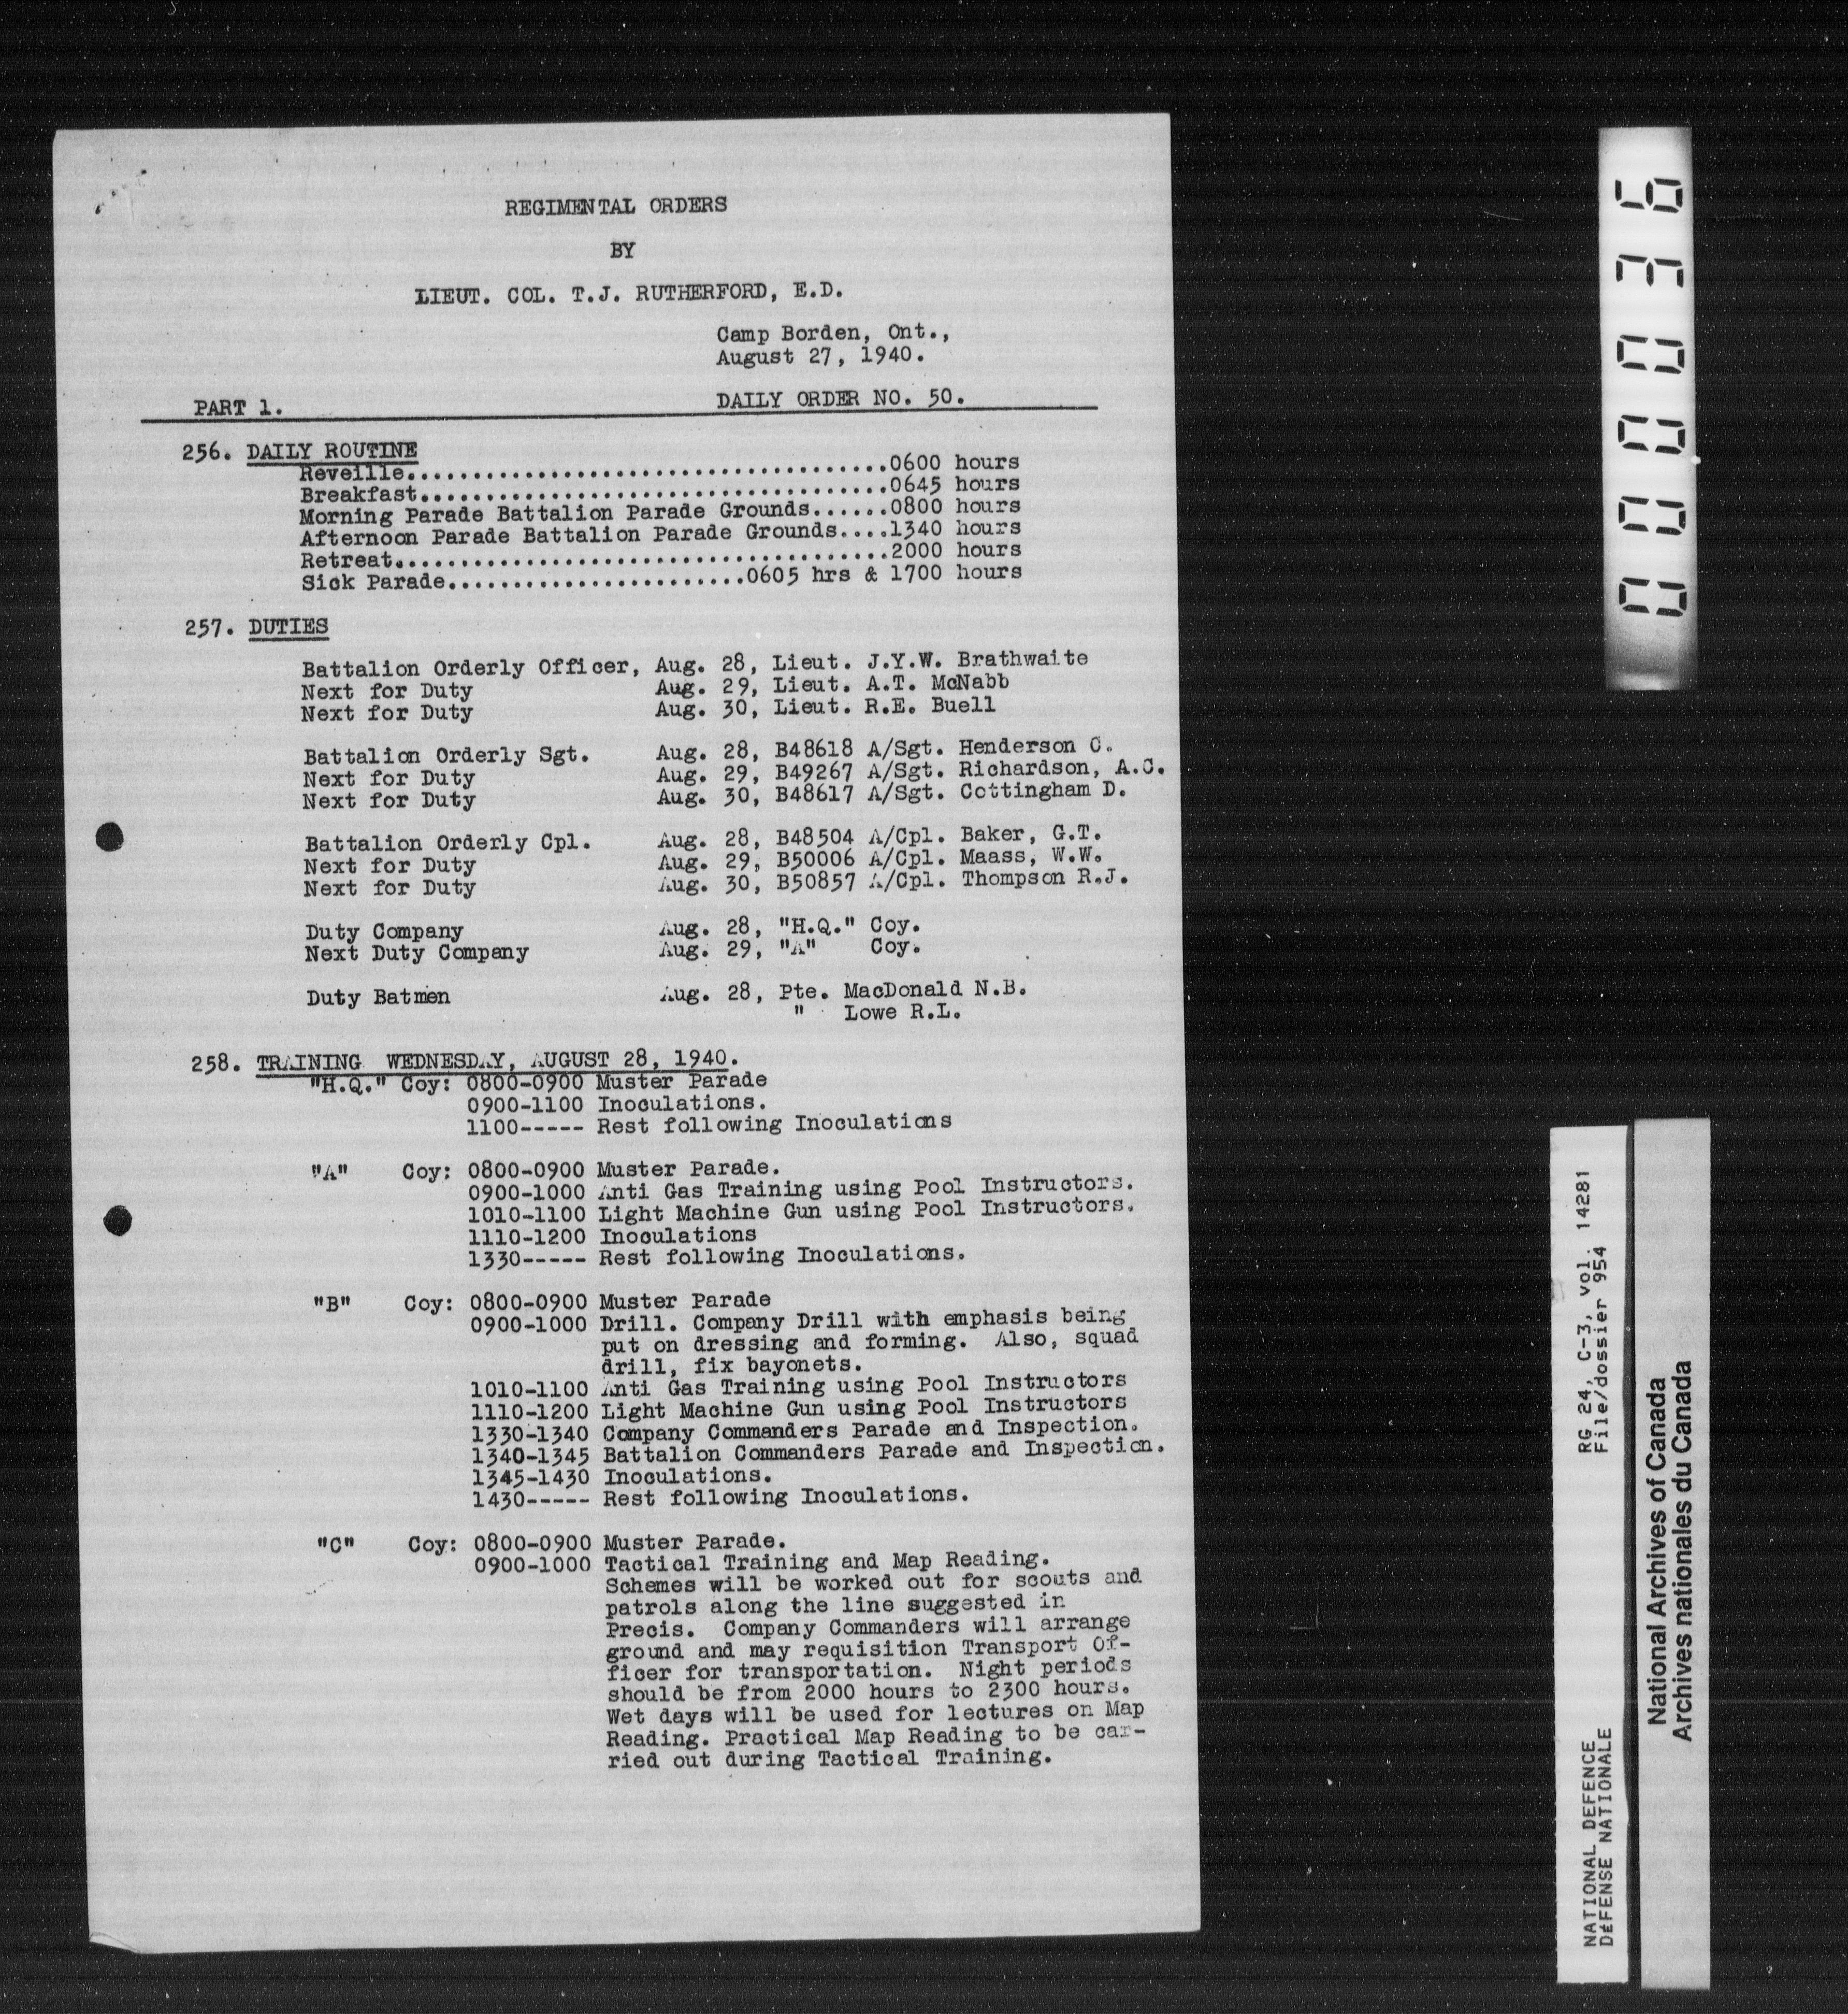 REGIMENTAL ORDERS
BY
LIEUT. COL. T.J. RUTHERFORD, E.D.
Camp Borden, Ont.,
August 27, 1940.
PART 1. DAILY ORDER NO. 50.
256. DAILY ROUTINE
Reveille.....................................0600 hours
Breakfast....................................0645 hours
Morning Parade Battalion Parade Grounds......0800 hours
Afternoon Parade Battalion Parade Grounds....1340 hours
Retreat......................................2000 hours
Sick Parade.......................0605 hrs & 1700 hours
257. DUTIES
Battalion Orderly Officer, Aug. 28, Lieut. J.Y.W. Brathwaite
Next for Duty Aug. 29, Lieut. A.T. McNabb
Next for Duty Aug. 30, Lieut. R.E. Buell
Battalion Orderly Sgt. Aug. 28, B48618 A/Sgt. Henderson C.
Next for Duty Aug. 29, B49267 A/Sgt. Richardson, A.C.
Next for Duty Aug. 30, B48617 A/Sgt. Cottingham D.
Battalion Orderly Cpl. Aug. 28, B48504 A/Cpl. Baker, G.T.
Next for Duty Aug. 29, B50006 A/Cpl. Maass, W.W.
Next for Duty Aug. 30, B50857 A/Cpl. Thompson R.J.
Duty Company Aug. 28, "H.Q." Coy.
Next Duty Company Aug. 29, "A" Coy.
Duty Batmen Aug. 28, Pte. MacDonald N.B.
" Lowe R.L.
258. TRAINING WEDNESDAY, AUGUST 28, 1940.
"H.Q." Coy: 0800-0900 Muster Parade
0900-1100 Inoculations.
1100----- Rest following Inoculations
"A" Coy: 0800-0900 Muster Parade.
0900-1000 Anti Gas Training using Pool Instructors.
1010-1100 Light Machine Gun using Pool Instructors.
1110-1200 Inoculations
1330----- Rest following Inoculations.
"B" Coy: 0800-0900 Muster Parade
0900-1000 Drill. Company Drill with emphasis being
put on dressing and forming. Also, squad
drill, fix bayonets.
1010-1100 Anti Gas Training using Pool Instructors
1110-1200 Light Machine Gun using Pool Instructors
1330-1340 Company Commanders Parade and Inspection.
1340-1345 Battalion Commanders Parade and Inspection.
1345-1430 Inoculations.
1430----- Rest following Inoculations.
"C" Coy: 0800-0900 Muster Parade.
0900-1000 Tactical Training and Map Reading.
Schemes will be worked out for scouts and
patrols along the line suggested in
Precis. Company Commanders will arrange
ground and may requisition Transport Of-
ficer for transportation. Night periods
should be from 2000 hours to 2300 hours.
Wet days will be used for lectures on Map
Reading. Practical Map Reading to be car-
ried out during Tactical Training.
000036
NATIONAL DEFENCE RG 24, C-3, vol. 14281
DÉFENSE NATIONALE File/dossier 954
National Archives of Canada
Archives nationales du Canada